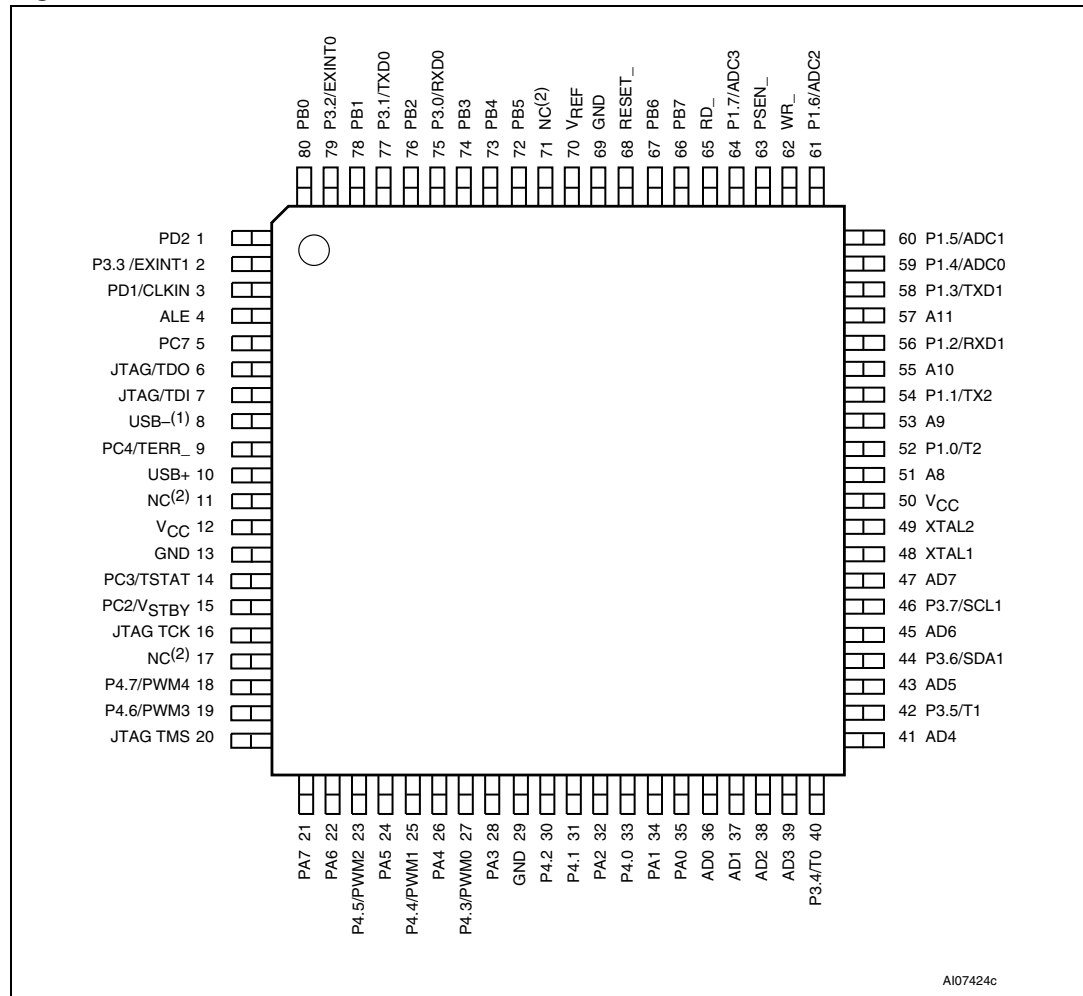 80 PB0
79 P3.2/EXINT0
78 PB1
77 P3.1/TXD0
76 PB2
75 P3.0/RXD0
74 PB3
73 PB4
72 PB5
71 NC(2)
70 VREF
69 GND
68 RESET_
67 PB6
66 PB7
65 RD_
64 P1.7/ADC3
63 PSEN_
62 WR_
61 P1.6/ADC2
PD2 1
P3.3 /EXINT1 2
PD1/CLKIN 3
ALE 4
PC7 5
JTAG/TDO 6
JTAG/TDI 7
USB–(1) 8
PC4/TERR_ 9
USB+ 10
NC(2) 11
VCC 12
GND 13
PC3/TSTAT 14
PC2/VSTBY 15
JTAG TCK 16
NC(2) 17
P4.7/PWM4 18
P4.6/PWM3 19
JTAG TMS 20
60 P1.5/ADC1
59 P1.4/ADC0
58 P1.3/TXD1
57 A11
56 P1.2/RXD1
55 A10
54 P1.1/TX2
53 A9
52 P1.0/T2
51 A8
50 VCC
49 XTAL2
48 XTAL1
47 AD7
46 P3.7/SCL1
45 AD6
44 P3.6/SDA1
43 AD5
42 P3.5/T1
41 AD4
PA7 21
PA6 22
P4.5/PWM2 23
PA5 24
P4.4/PWM1 25
PA4 26
P4.3/PWM0 27
PA3 28
GND 29
P4.2 30
P4.1 31
PA2 32
P4.0 33
PA1 34
PA0 35
AD0 36
AD1 37
AD2 38
AD3 39
P3.4/T0 40
AI07424c